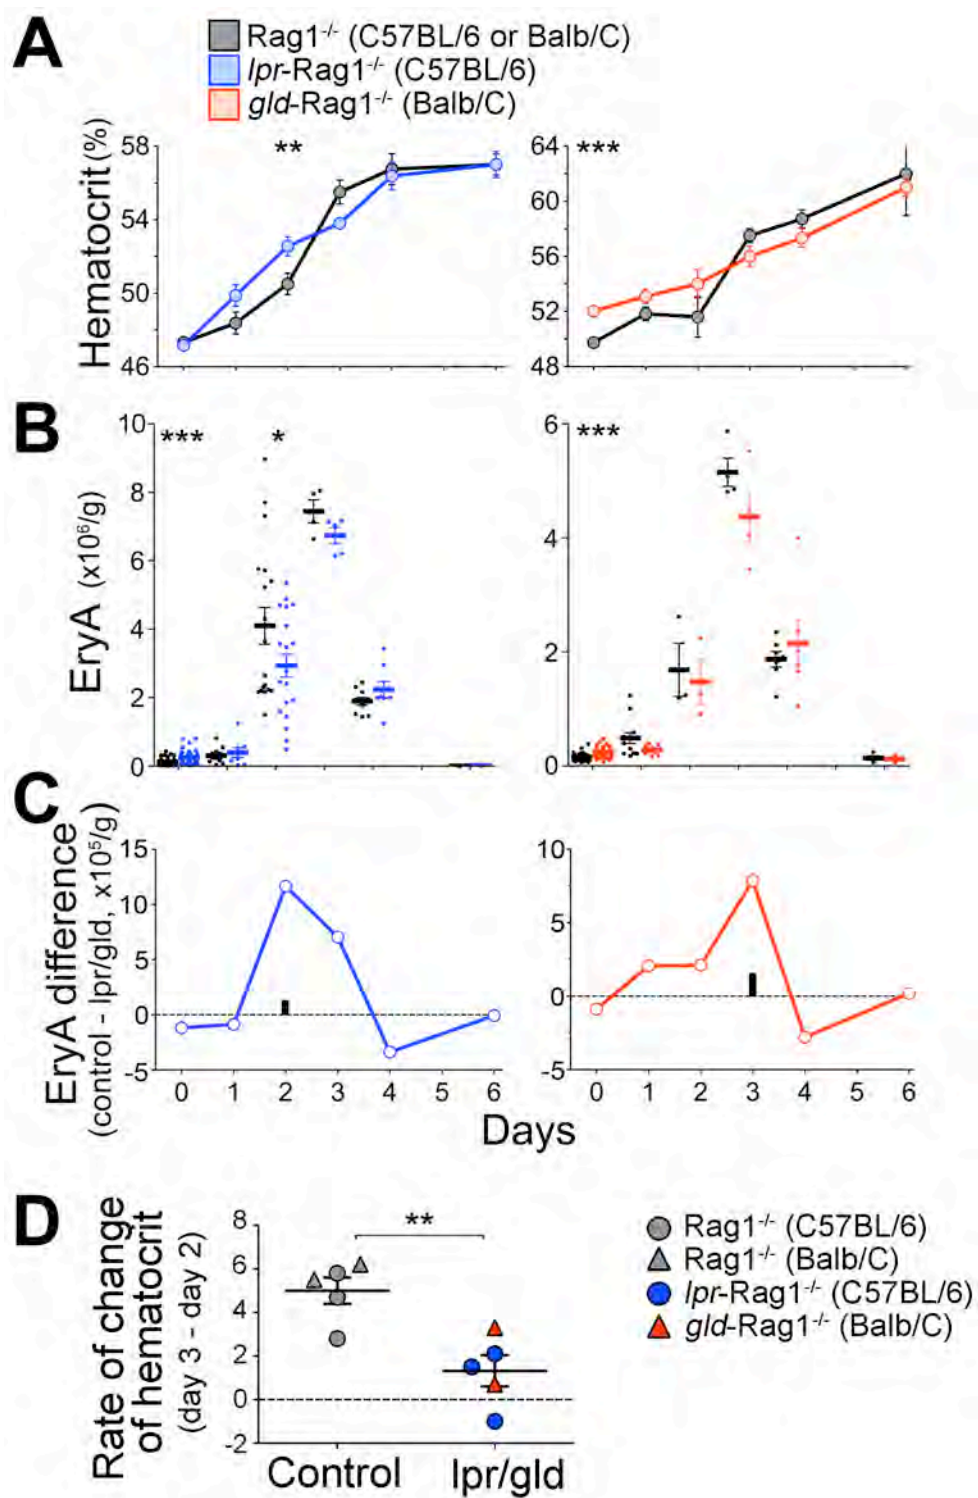 A
Rag1-/- (C57BL/6 or Balb/C)
lpr-Rag1-/- (C57BL/6)
gld-Rag1-/- (Balb/C)
Hematocrit (%)
58
54
50
46
**
64
60
56
52
48
***
B
EryA (x10⁶/g)
10
8
6
4
2
0
***
*
6
4
2
0
***
C
EryA difference
(control - lpr/gld, x10⁵/g)
15
10
5
0
-5
0 1 2 3 4 6
10
5
0
-5
0 1 2 3 4 6
Days
D
Rate of change
of hematocrit
(day 3 - day 2)
8
6
4
2
0
-2
**
Control
lpr/gld
Rag1-/- (C57BL/6)
Rag1-/- (Balb/C)
lpr-Rag1-/- (C57BL/6)
gld-Rag1-/- (Balb/C)